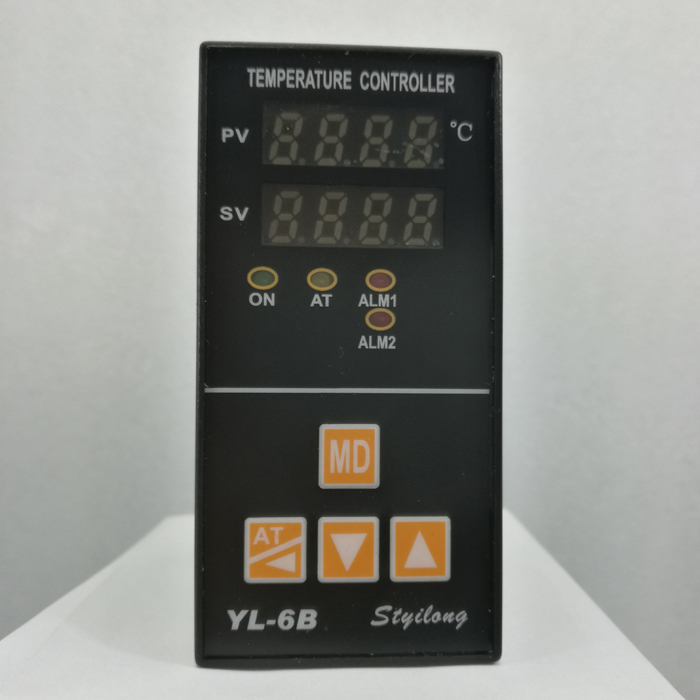 TEMPERATURE CONTROLLER
PV °C
SV
ON AT ALM1
ALM2
MD
AT
YL-6B Styilong